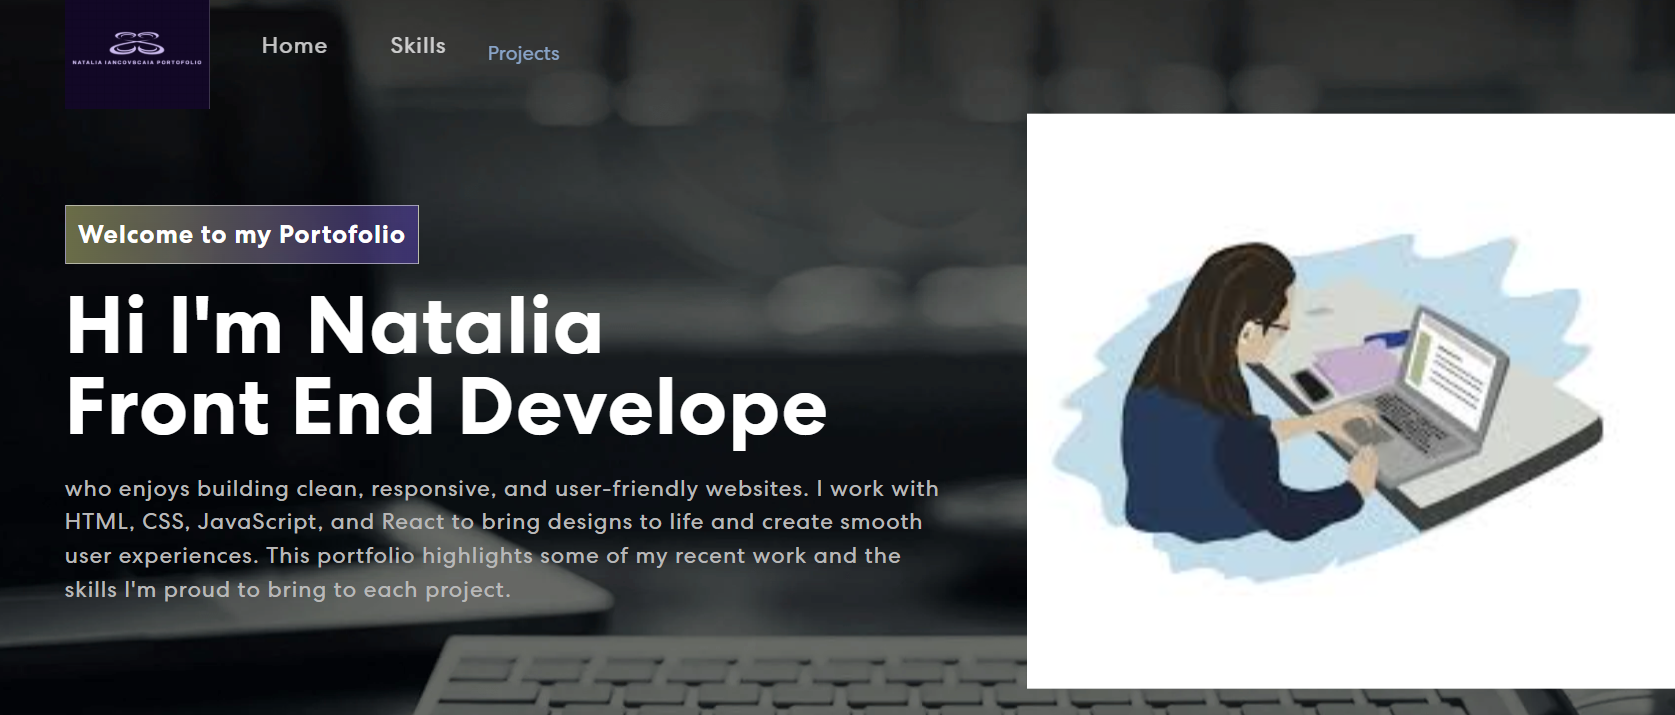 NATALIA IANCOVSCAIA PORTOFOLIO
Home
Skills
Projects
Welcome to my Portofolio
Hi I'm Natalia
Front End Develope
who enjoys building clean, responsive, and user-friendly websites. I work with
HTML, CSS, JavaScript, and React to bring designs to life and create smooth
user experiences. This portfolio highlights some of my recent work and the
skills I'm proud to bring to each project.